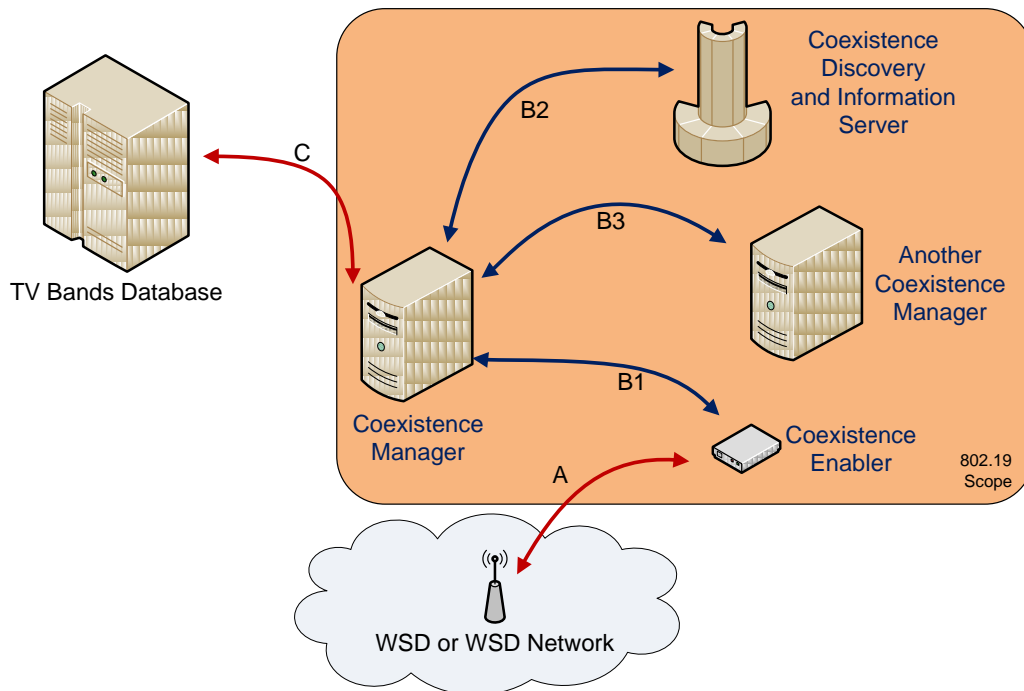 Coexistence
Discovery
and Information
Server
B2
C
B3
TV Bands Database
Another
Coexistence
Manager
B1
Coexistence
Manager
Coexistence
Enabler
802.19
Scope
A
WSD or WSD Network